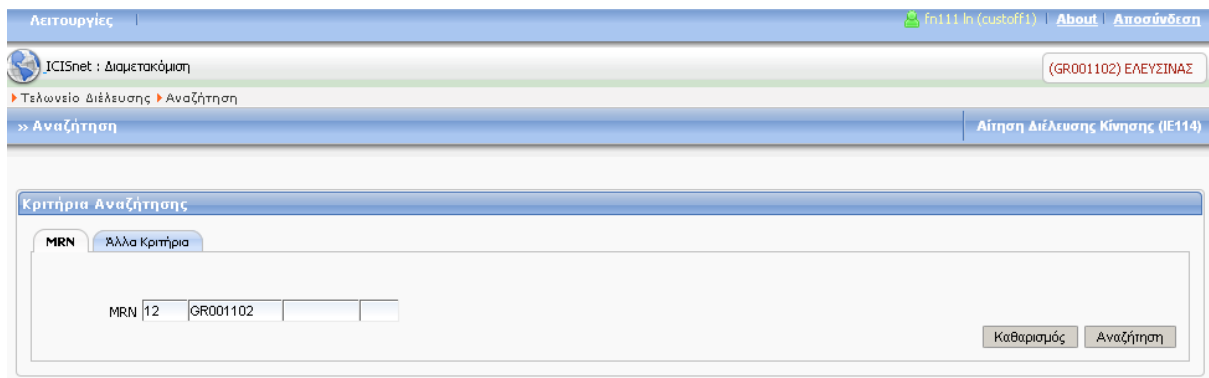 Λειτουργίες | fn111 ln (custoff1) | About | Αποσύνδεση
ICISnet : Διαμετακόμιση (GR001102) ΕΛΕΥΣΙΝΑΣ
Τελωνείο Διέλευσης Αναζήτηση
» Αναζήτηση Αίτηση Διέλευσης Κίνησης (IE114)
Κριτήρια Αναζήτησης
MRN Άλλα Κριτήρια
MRN 12 GR001102
Καθαρισμός Αναζήτηση